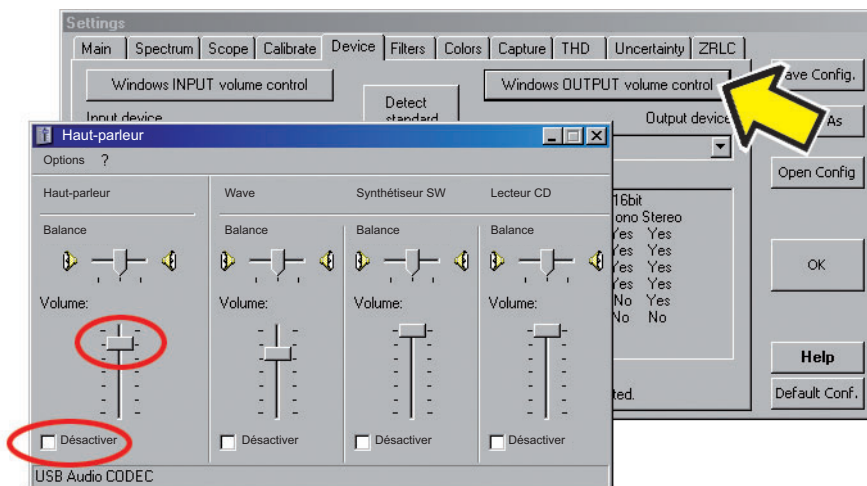 Settings
Main Spectrum Scope Calibrate Device Filters Colors Capture THD Uncertainty ZRLC
Windows INPUT volume control
Windows OUTPUT volume control
Save Config.
Detect
standard
Input device
Output device
As
Open Config
16bit
Mono Stereo
Yes Yes
Yes Yes
Yes Yes
Yes Yes
No Yes
No No
OK
Help
Default Conf.
Haut-parleur
Options ?
Haut-parleur Wave Synthétiseur SW Lecteur CD
Balance Balance Balance Balance
Volume: Volume: Volume: Volume:
Désactiver Désactiver Désactiver Désactiver
USB Audio CODEC